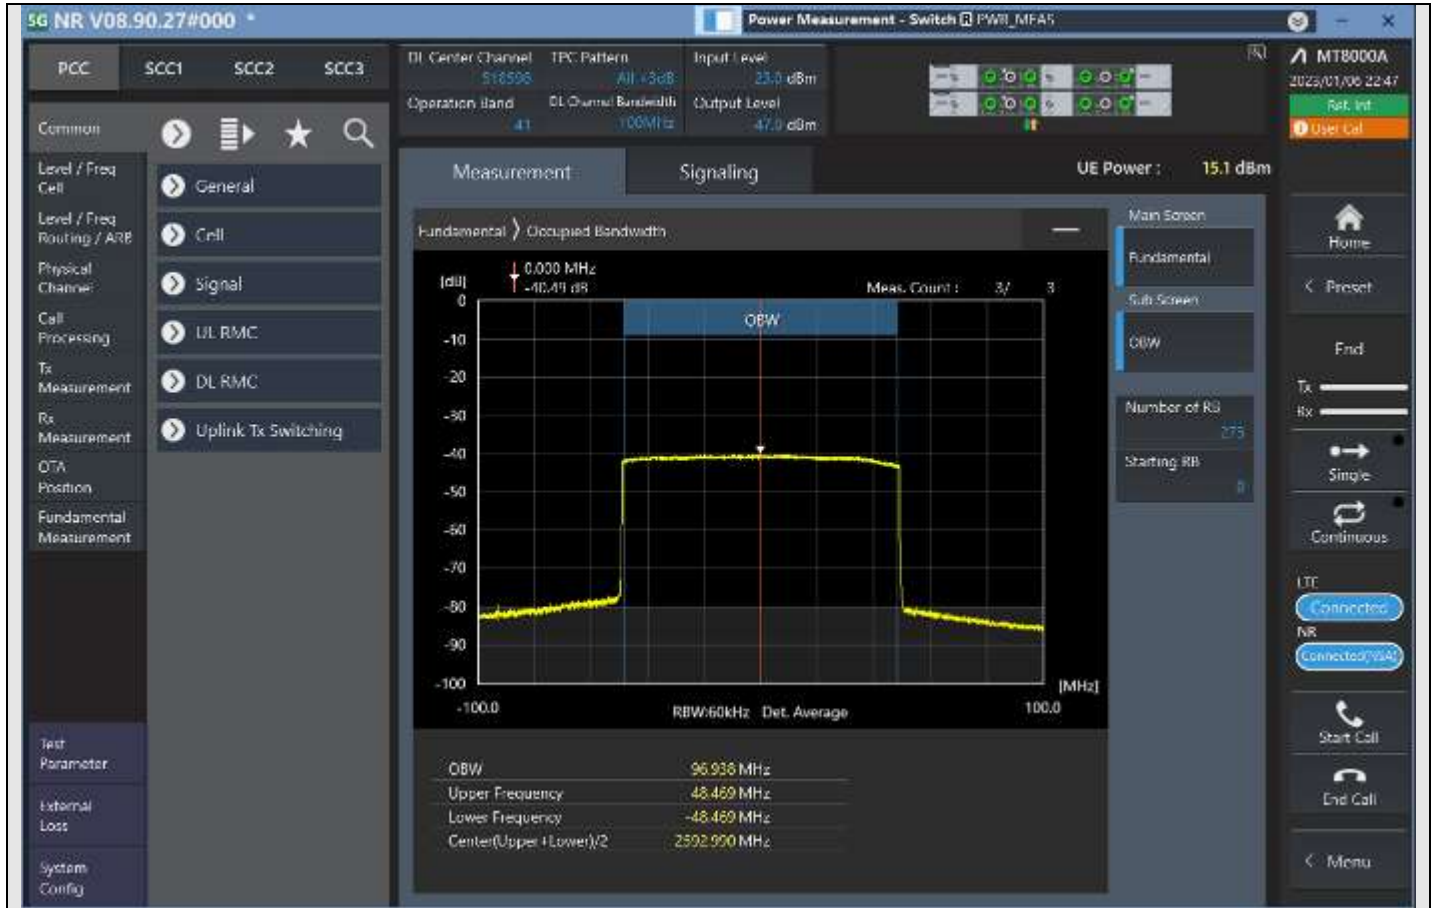 5G NR V08.90.27#000 *
Power Measurement - Switch R PWR_MEAS
PCC SCC1 SCC2 SCC3
DL Center Channel TPC Pattern Input Level
518598 All +3dB 23.0 dBm
Operation Band DL Channel Bandwidth Output Level
41 100MHz -47.0 dBm
MT8000A
2023/01/06 22:47
Ref. Int
User Cal
Common
Level / Freq
Cell
Level / Freq
Routing / ARB
Physical
Channel
Call
Processing
Tx
Measurement
Rx
Measurement
OTA
Position
Fundamental
Measurement
Test
Parameter
External
Loss
System
Config
General
Cell
Signal
UL RMC
DL RMC
Uplink Tx Switching
Measurement Signaling
UE Power : 15.1 dBm
Fundamental Occupied Bandwidth
[dB]
0.000 MHz
-40.49 dB
Meas. Count : 3/ 3
OBW
0
-10
-20
-30
-40
-50
-60
-70
-80
-90
-100
[MHz]
-100.0 RBW:60kHz Det. Average 100.0
OBW 96.938 MHz
Upper Frequency 48.469 MHz
Lower Frequency -48.469 MHz
Center(Upper+Lower)/2 2592.990 MHz
Main Screen
Fundamental
Sub Screen
OBW
Number of RB
273
Starting RB
0
Home
< Preset
End
Tx
Rx
Single
Continuous
LTE
Connected
NR
Connected(NSA)
Start Call
End Call
< Menu